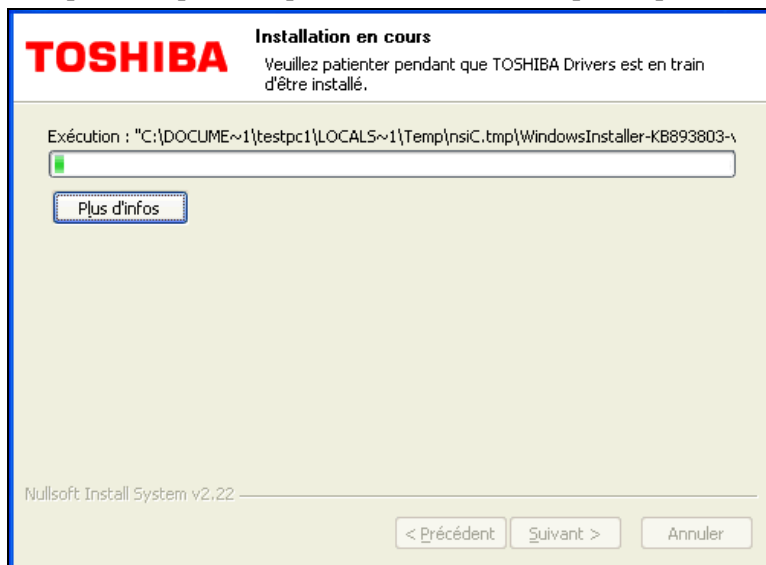 TOSHIBA
Installation en cours
Veuillez patienter pendant que TOSHIBA Drivers est en train
d'être installé.
Exécution : "C:\DOCUME~1\testpc1\LOCALS~1\Temp\nsiC.tmp\WindowsInstaller-KB893803-
Plus d'infos
Nullsoft Install System v2.22
< Précédent
Suivant >
Annuler